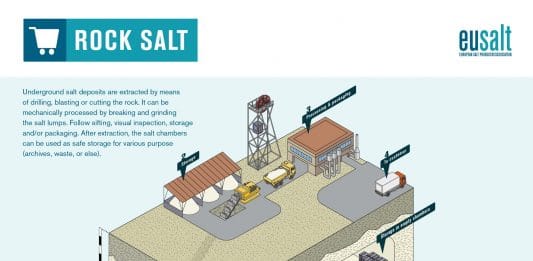 ROCK SALT
eusalt
EUROPEAN SALT PRODUCERS ASSOCIATION
Underground salt deposits are extracted by means
of drilling, blasting or cutting the rock. It can be
mechanically processed by breaking and grinding
the salt lumps. Follow sifting, visual inspection, storage
and/or packaging. After extraction, the salt chambers
can be used as safe storage for various purpose
(archives, waste, or else).
3
Processing & packaging
2
Storage
4
To customer
Storage in empty chambers